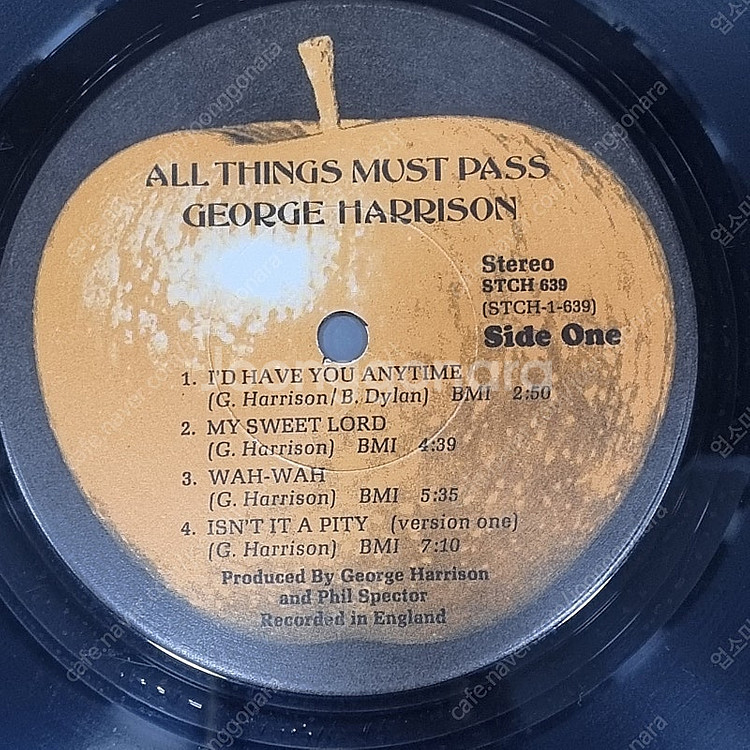 ALL THINGS MUST PASS
GEORGE HARRISON
Stereo
STCH 639
(STCH-1-639)
Side One
1. I'D HAVE YOU ANYTIME
(G. Harrison/B. Dylan) BMI 2:50
2. MY SWEET LORD
(G. Harrison) BMI 4:39
3. WAH-WAH
(G. Harrison) BMI 5:35
4. ISN'T IT A PITY (version one)
(G. Harrison) BMI 7:10
Produced By George Harrison
and Phil Spector
Recorded in England